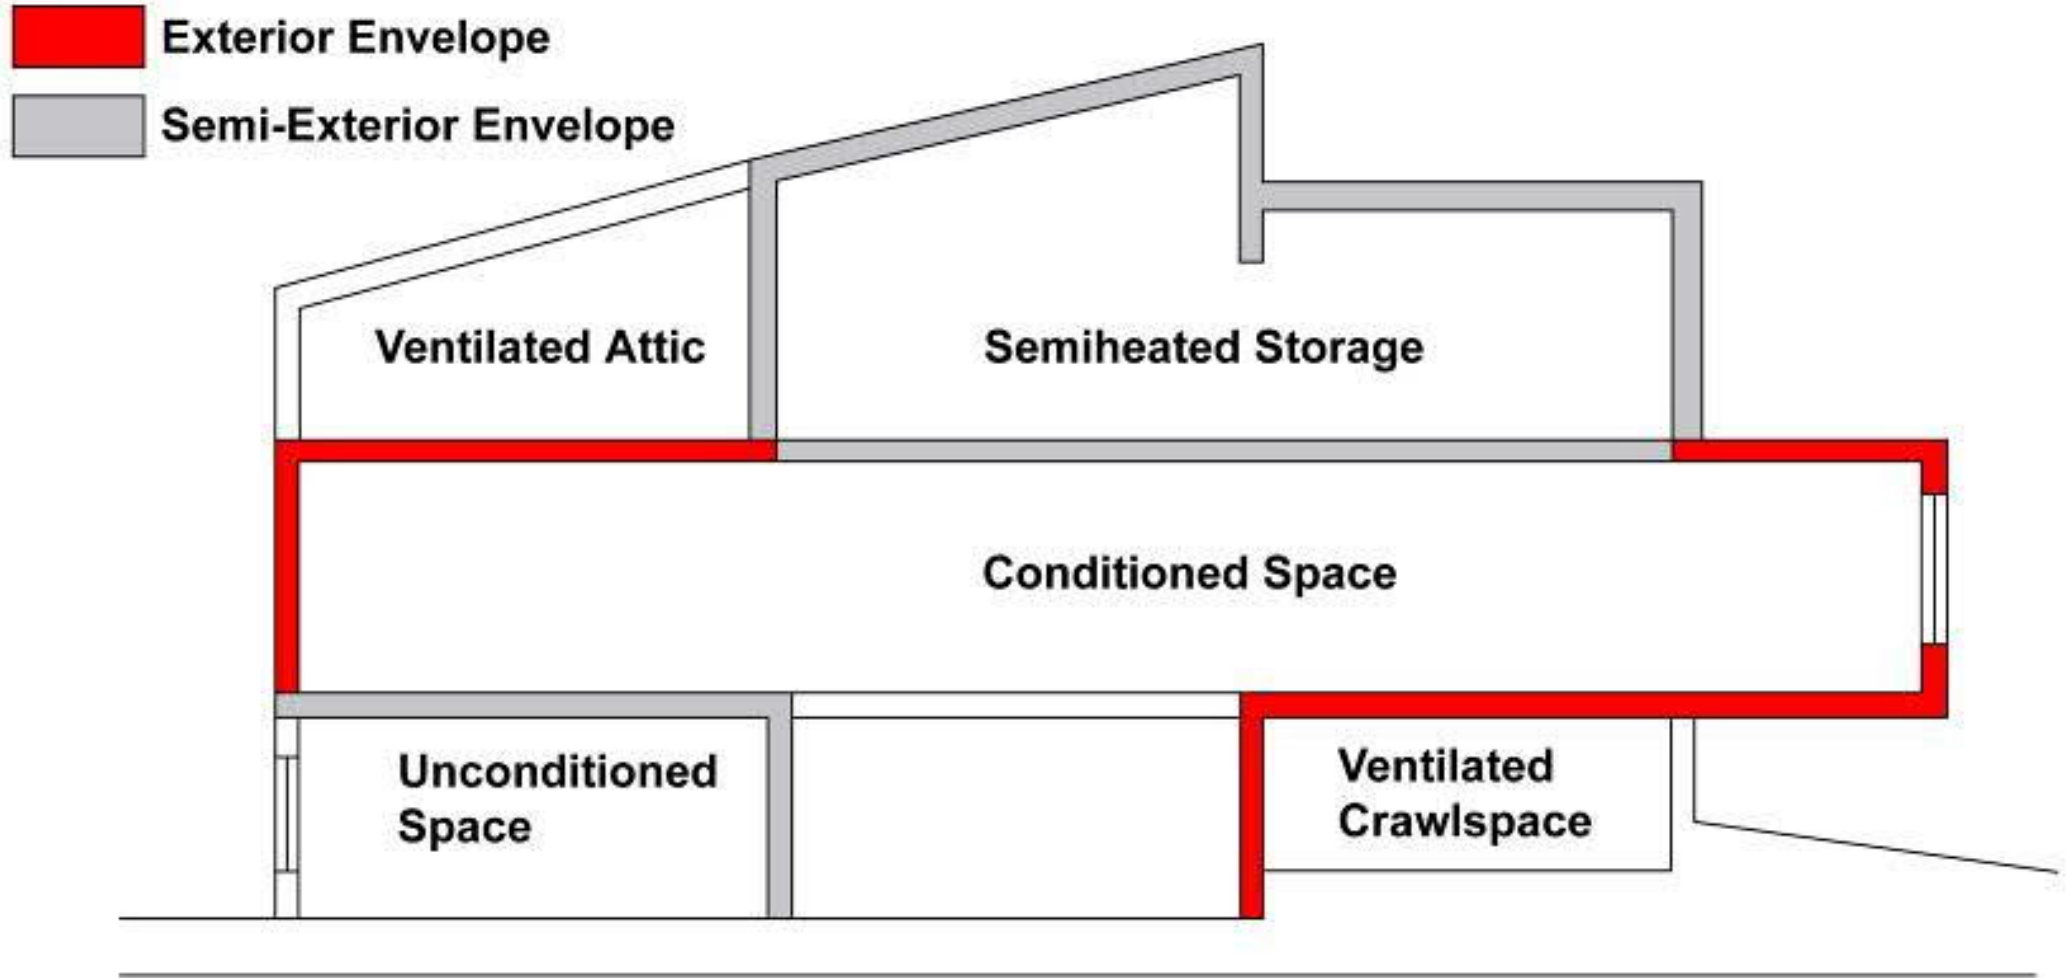 Exterior Envelope
Semi-Exterior Envelope
Ventilated Attic
Semiheated Storage
Conditioned Space
Unconditioned
Space
Ventilated
Crawlspace